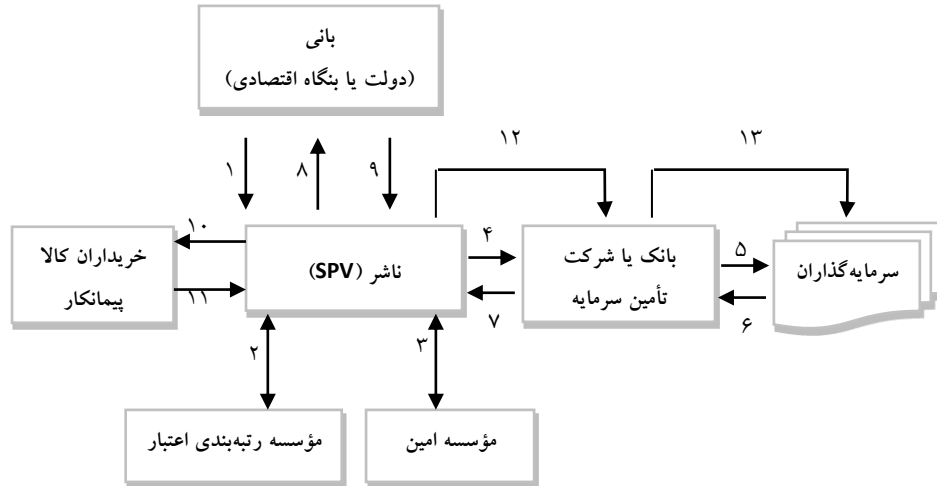 بانی
(دولت یا بنگاه اقتصادی)
۱
۸
۹
۱۲
۱۳
خریداران کالا
پیمانکار
۱۰
۱۱
ناشر (SPV)
۴
۷
بانک یا شرکت
تأمین سرمایه
۵
۶
سرمایه‌گذاران
۲
۳
مؤسسه رتبه‌بندی اعتبار
مؤسسه امین